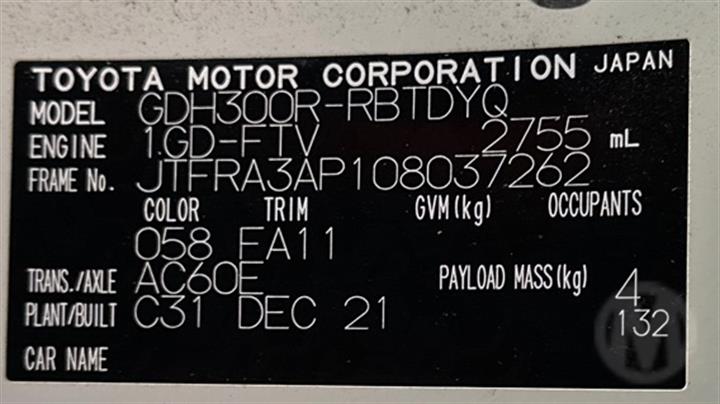 TOYOTA MOTOR CORPORATION JAPAN
MODEL GDH300R-RBTDYQ
ENGINE 1GD-FTV 2755 mL
FRAME No. JTFRA3AP108037262
COLOR TRIM GVM(kg) OCCUPANTS
058 FA11
TRANS./AXLE AC60E PAYLOAD MASS(kg) 4
PLANT/BUILT C31 DEC 21 132
CAR NAME